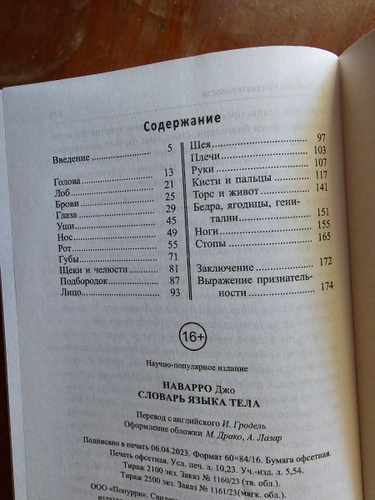 Содержание
Введение ............ 5
Голова ............ 13
Лоб ............ 21
Брови ............ 25
Глаза ............ 29
Уши ............ 45
Нос ............ 49
Рот ............ 55
Губы ............ 71
Щеки и челюсти ............ 81
Подбородок ............ 87
Лицо ............ 93
Шея ............ 97
Плечи ............ 103
Руки ............ 107
Кисти и пальцы ............ 117
Торс и живот ............ 141
Бедра, ягодицы, гени-
талии ............ 151
Ноги ............ 155
Стопы ............ 165
Заключение ............ 172
Выражение признатель-
ности ............ 174
16+
Научно-популярное издание
НАВАРРО Джо
СЛОВАРЬ ЯЗЫКА ТЕЛА
Перевод с английского И. Гродель
Оформление обложки М. Драко, А. Лазар
Подписано в печать 06.04.2023. Формат 60×84/16. Бумага офсетная.
Печать офсетная. Усл. печ. л. 10,23. Уч.-изд. л. 5,54.
Тираж 2100 экз. Заказ № 1160/23 (тв. обл.).
Тираж 2500 экз. Заказ № 1161/23(мягк. обл.).
ООО «Попурри».